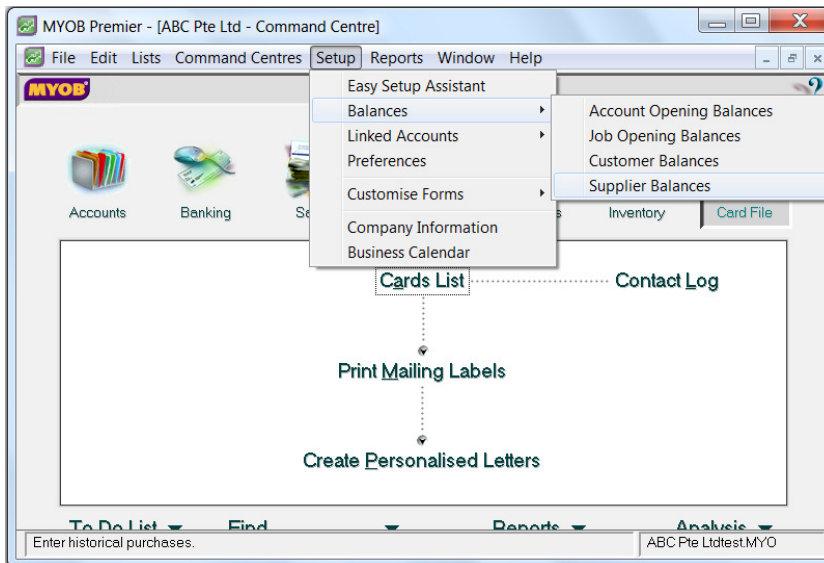 MYOB Premier - [ABC Pte Ltd - Command Centre]
File Edit Lists Command Centres Setup Reports Window Help
MYOB
Easy Setup Assistant
Balances
Linked Accounts
Preferences
Customise Forms
Company Information
Business Calendar
Account Opening Balances
Job Opening Balances
Customer Balances
Supplier Balances
Accounts Banking Inventory Card File
Cards List Contact Log
Print Mailing Labels
Create Personalised Letters
To Do List Find Reports Analysis
Enter historical purchases. ABC Pte Ltdtest.MYO